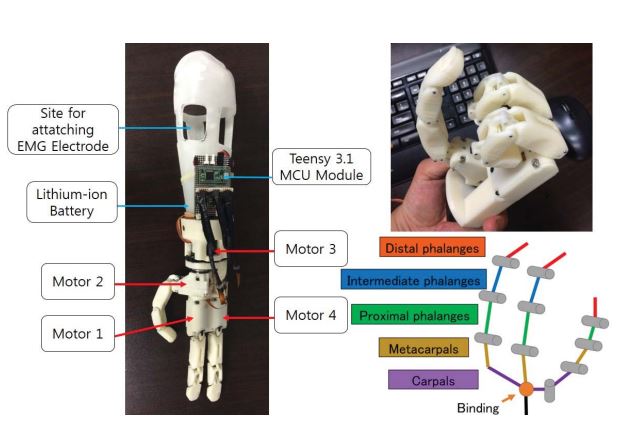 Site for
attatching
EMG Electrode
Lithium-ion
Battery
Motor 2
Motor 1
Teensy 3.1
MCU Module
Motor 3
Motor 4
Distal phalanges
Intermediate phalanges
Proximal phalanges
Metacarpals
Carpals
Binding